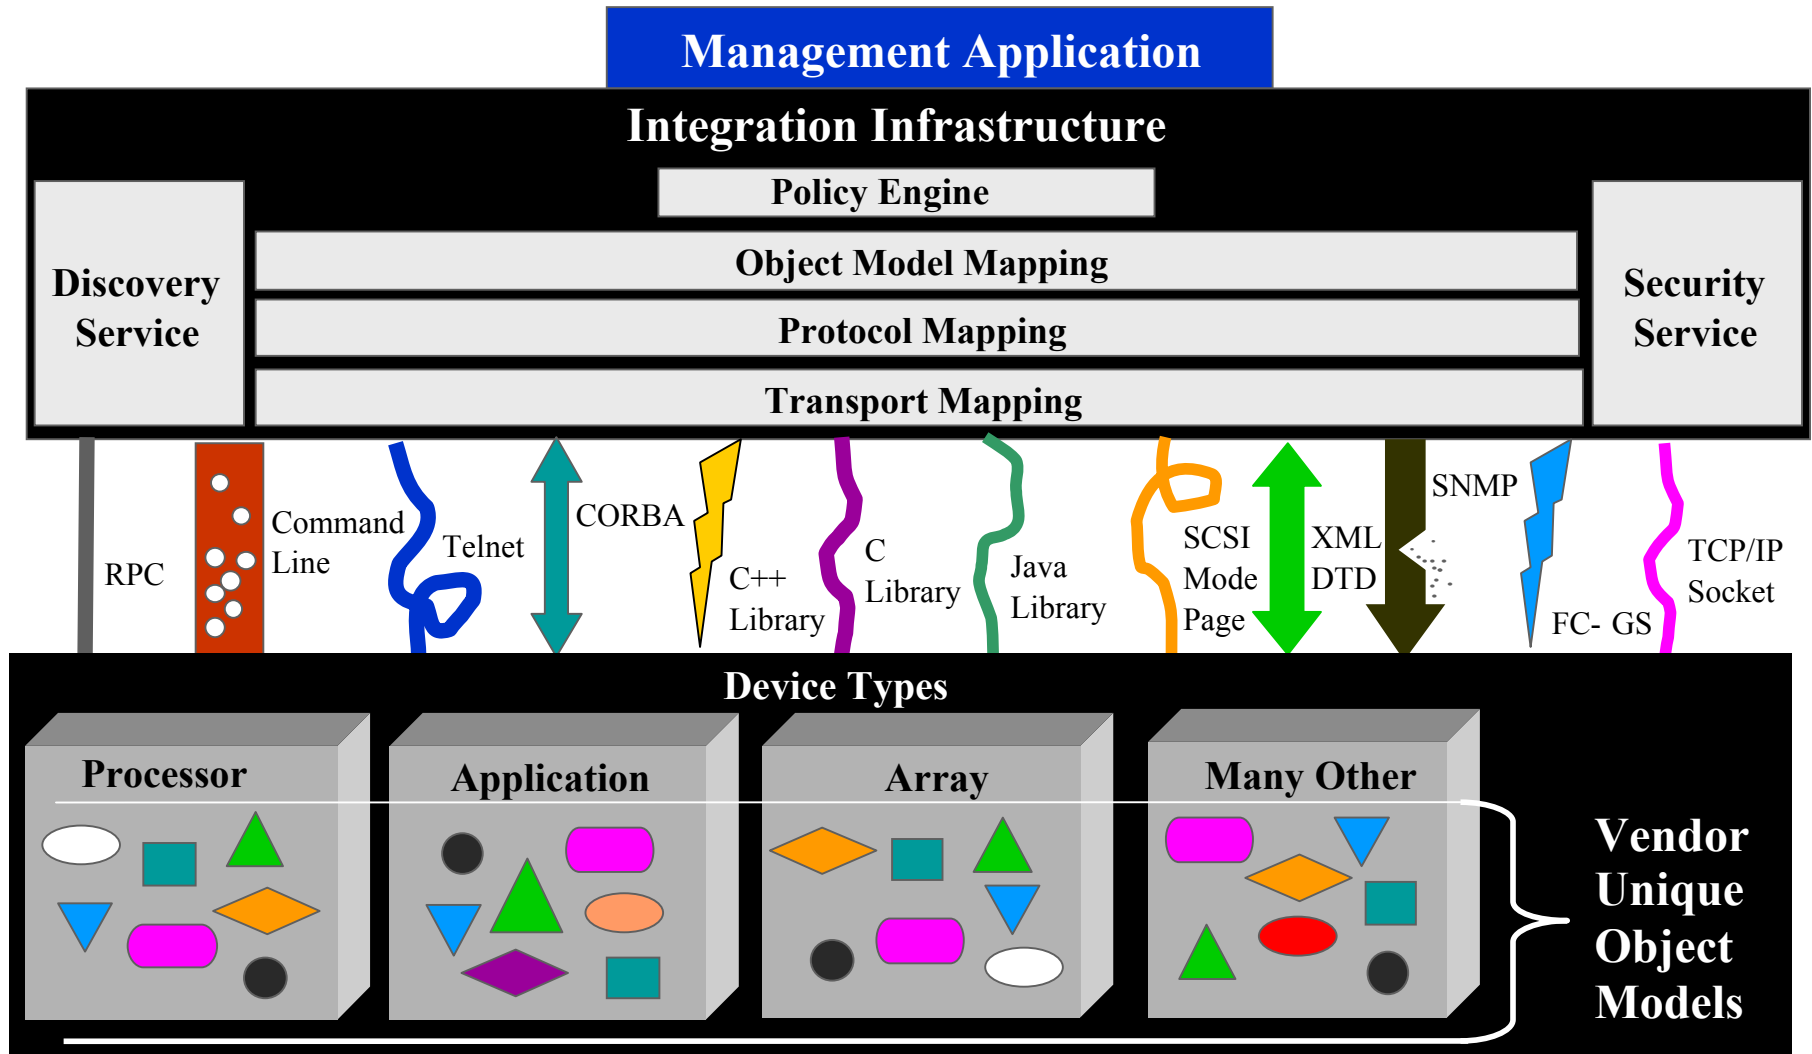 Management Application
Integration Infrastructure
Policy Engine
Discovery
Service
Object Model Mapping
Protocol Mapping
Transport Mapping
Security
Service
RPC
Command
Line
Telnet
CORBA
C++
Library
C
Library
Java
Library
SCSI
Mode
Page
XML
DTD
SNMP
FC- GS
TCP/IP
Socket
Device Types
Processor
Application
Array
Many Other
Vendor
Unique
Object
Models